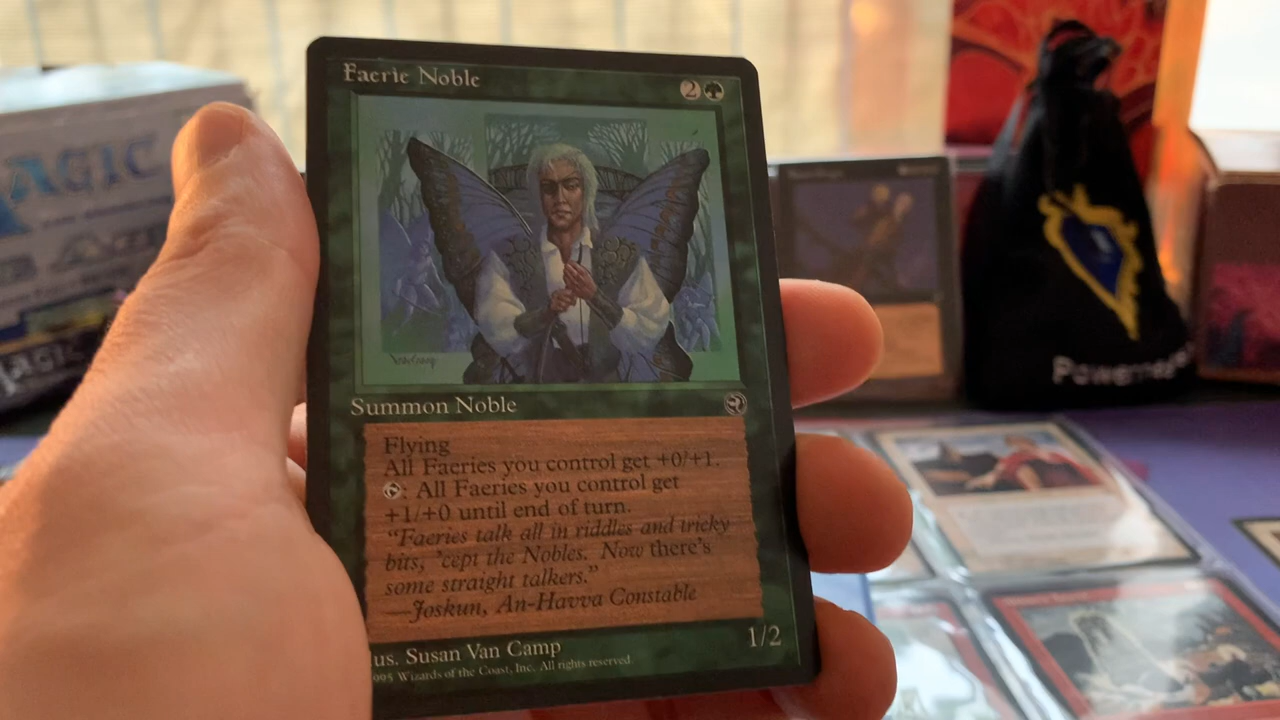 Faerie Noble
2
Summon Noble
Flying
All Faeries you control get +0/+1.
: All Faeries you control get
+1/+0 until end of turn.
"Faeries talk all in riddles and tricky
bits, 'cept the Nobles. Now there's
some straight talkers."
—Joskun, An-Havva Constable
us. Susan Van Camp
1/2
995 Wizards of the Coast, Inc. All rights reserved.
AGIC